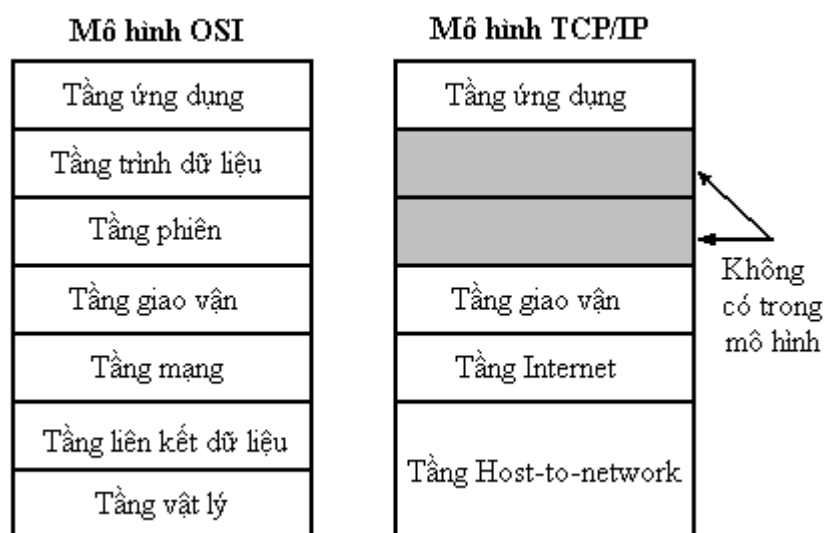 Mô hình OSI
Tầng ứng dụng
Tầng trình dữ liệu
Tầng phiên
Tầng giao vận
Tầng mạng
Tầng liên kết dữ liệu
Tầng vật lý
Mô hình TCP/IP
Tầng ứng dụng
Tầng giao vận
Tầng Internet
Tầng Host-to-network
Không
có trong
mô hình